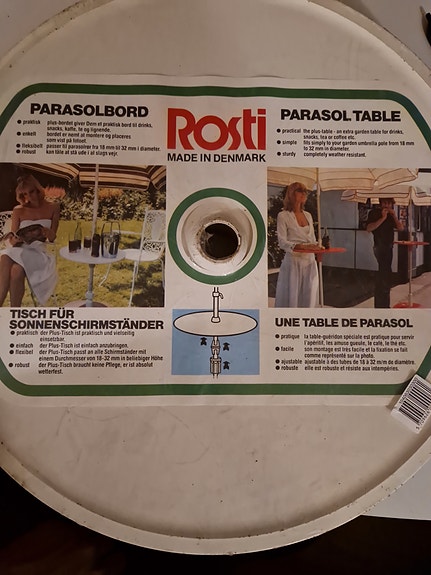 PARASOLBORD
● praktisk plus-bordet giver Dem et praktisk bord til drinks,
snacks, kaffe, te og lignende.
● enkelt bordet er nemt at montere og placeres
som vist på fotoet.
● fleksibelt passer til parasolrør fra 18 mm til 32 mm i diameter.
● robust kan tåle at stå ude i al slags vejr.
Rosti
MADE IN DENMARK
PARASOL TABLE
● practical the plus-table - an extra garden table for drinks,
snacks, tea or coffee etc.
● simple fits simply to your garden umbrella pole from 18 mm
to 32 mm in diameter.
● sturdy completely weather resistant.
TISCH FÜR
SONNENSCHIRMSTÄNDER
● praktisch der Plus-Tisch ist praktisch und vielseitig
einsetzbar.
● einfach der Plus-Tisch ist einfach anzubringen.
● flexibel der Plus-Tisch passt an alle Schirmständer mit
einem Durchmesser von 18-32 mm in beliebiger Höhe
● robust der Plus-Tisch braucht keine Pflege, er ist absolut
wetterfest.
UNE TABLE DE PARASOL
● pratique la table-guéridon spéciale est pratique pour servir
l'apéritif, les amuse gueule, le café, le thé etc.
● facile son montage est très facile et la fixation se fait
comme représenté sur la photo.
● ajustable ajustable à des tubes de 18 à 32 m/m de diamètre.
● robuste elle est robuste et résiste aux intempéries.